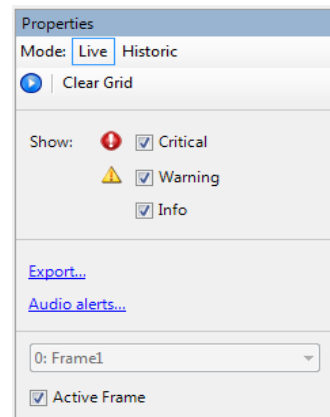 Properties
Mode: Live Historic
Clear Grid
Show: Critical
Warning
Info
Export...
Audio alerts...
0: Frame1
Active Frame